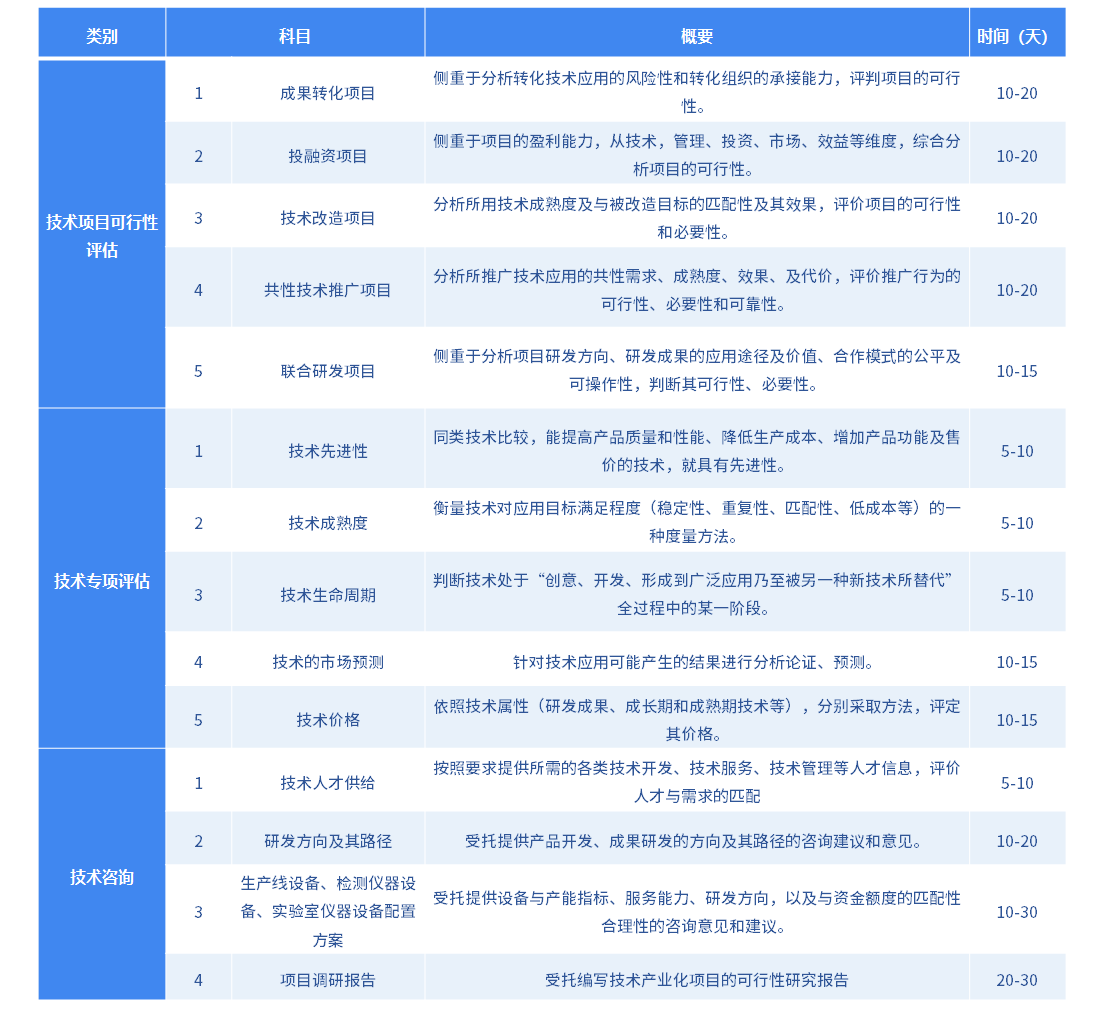 类别 科目 概要 时间（天）
技术项目可行性
评估
1 成果转化项目
侧重于分析转化技术应用的风险性和转化组织的承接能力，评判项目的可行
性。
10-20
2 投融资项目
侧重于项目的盈利能力，从技术，管理、投资、市场、效益等维度，综合分
析项目的可行性。
10-20
3 技术改造项目
分析所用技术成熟度及与被改造目标的匹配性及其效果，评价项目的可行性
和必要性。
10-20
4 共性技术推广项目
分析所推广技术应用的共性需求、成熟度、效果、及代价，评价推广行为的
可行性、必要性和可靠性。
10-20
5 联合研发项目
侧重于分析项目研发方向、研发成果的应用途径及价值、合作模式的公平及
可操作性，判断其可行性、必要性。
10-15
技术专项评估
1 技术先进性
同类技术比较，能提高产品质量和性能、降低生产成本、增加产品功能及售
价的技术，就具有先进性。
5-10
2 技术成熟度
衡量技术对应用目标满足程度（稳定性、重复性、匹配性、低成本等）的一
种度量方法。
5-10
3 技术生命周期
判断技术处于“创意、开发、形成到广泛应用乃至被另一种新技术所替代”
全过程中的某一阶段。
5-10
4 技术的市场预测 针对技术应用可能产生的结果进行分析论证、预测。 10-15
5 技术价格
依照技术属性（研发成果、成长期和成熟期技术等），分别采取方法，评定
其价格。
10-15
技术咨询
1 技术人才供给
按照要求提供所需的各类技术开发、技术服务、技术管理等人才信息，评价
人才与需求的匹配
5-10
2 研发方向及其路径 受托提供产品开发、成果研发的方向及其路径的咨询建议和意见。 10-20
3
生产线设备、检测仪器设
备、实验室仪器设备配置
方案
受托提供设备与产能指标、服务能力、研发方向，以及与资金额度的匹配性
合理性的咨询意见和建议。
10-30
4 项目调研报告 受托编写技术产业化项目的可行性研究报告 20-30